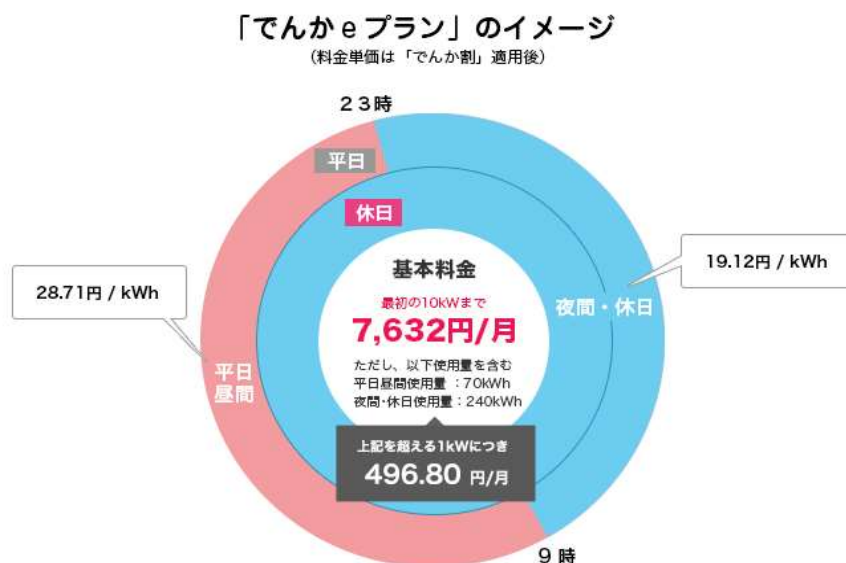 「でんかeプラン」のイメージ
(料金単価は「でんか割」適用後)
23時
平日
休日
基本料金
最初の10kWまで
7,632円/月
ただし、以下使用量を含む
平日昼間使用量：70kWh
夜間・休日使用量：240kWh
上記を超える1kWにつき
496.80 円/月
19.12円 / kWh
夜間・休日
28.71円 / kWh
平日
昼間
9時